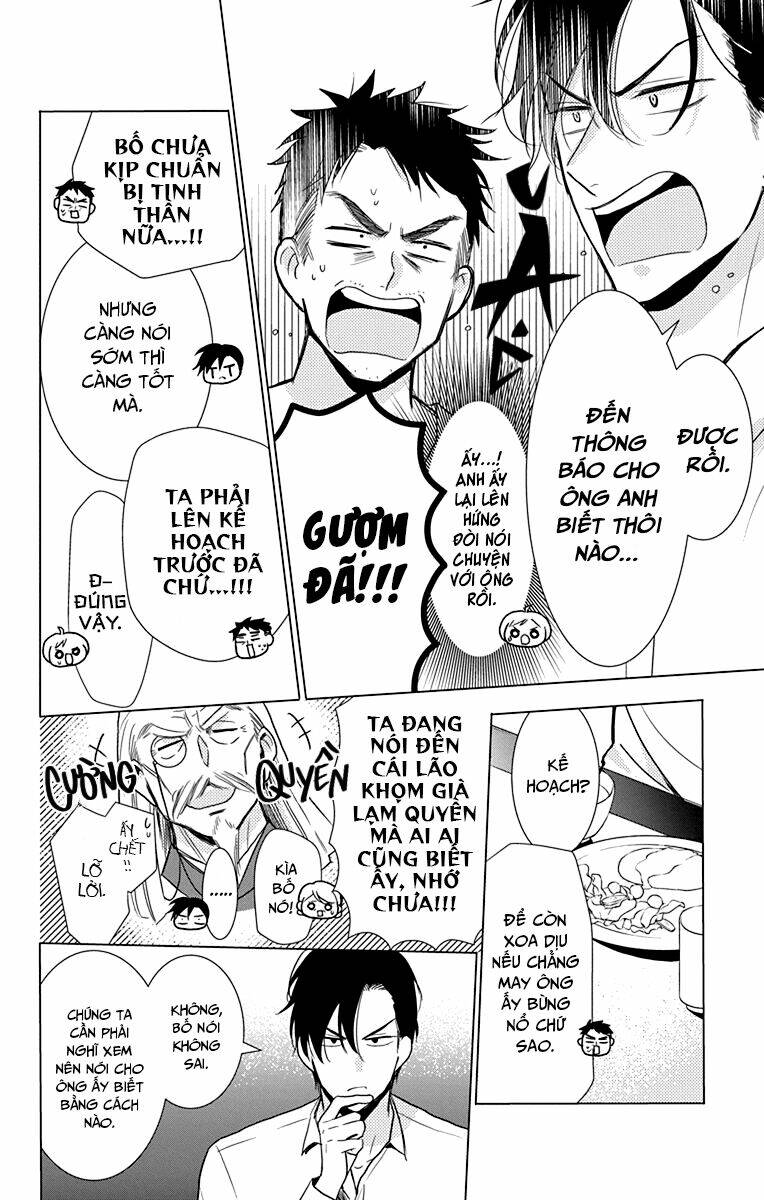 ĐƯỢC
RỒI.
ĐẾN
THÔNG
BÁO CHO
ÔNG ANH
BIẾT THÔI
NÀO...
ẤY...!
ANH ẤY
LẠI LÊN
HỨNG
ĐÒI NÓI
CHUYỆN
VỚI ÔNG
RỒI.
GƯỢM
ĐÃ!!!
BỐ CHƯA
KỊP CHUẨN
BỊ TINH
THẦN
NỮA...!!
NHƯNG
CÀNG NÓI
SỚM THÌ
CÀNG TỐT
MÀ.
TA PHẢI
LÊN KẾ
HOẠCH
TRƯỚC ĐÃ
CHỨ...!!!
Đ-
ĐÚNG
VẬY.
KẾ
HOẠCH?
ĐỂ CÒN
XOA DỊU
NẾU CHẲNG
MAY ÔNG
ẤY BÙNG
NỔ CHỨ
SAO.
TA ĐANG
NÓI ĐẾN
CÁI LÃO
KHỌM GIÀ
LẠM QUYỀN
MÀ AI AI
CŨNG BIẾT
ẤY, NHỚ
CHƯA!!!
CƯỜNG QUYỀN
KÌA
BỐ
NÓ!
......
ẤY
CHẾT
!!
LỠ
LỜI.
KHÔNG,
BỐ NÓI
KHÔNG
SAI.
CHÚNG TA
CẦN PHẢI
NGHĨ XEM
NÊN NÓI CHO
ÔNG ẤY BIẾT
BẰNG CÁCH
NÀO.